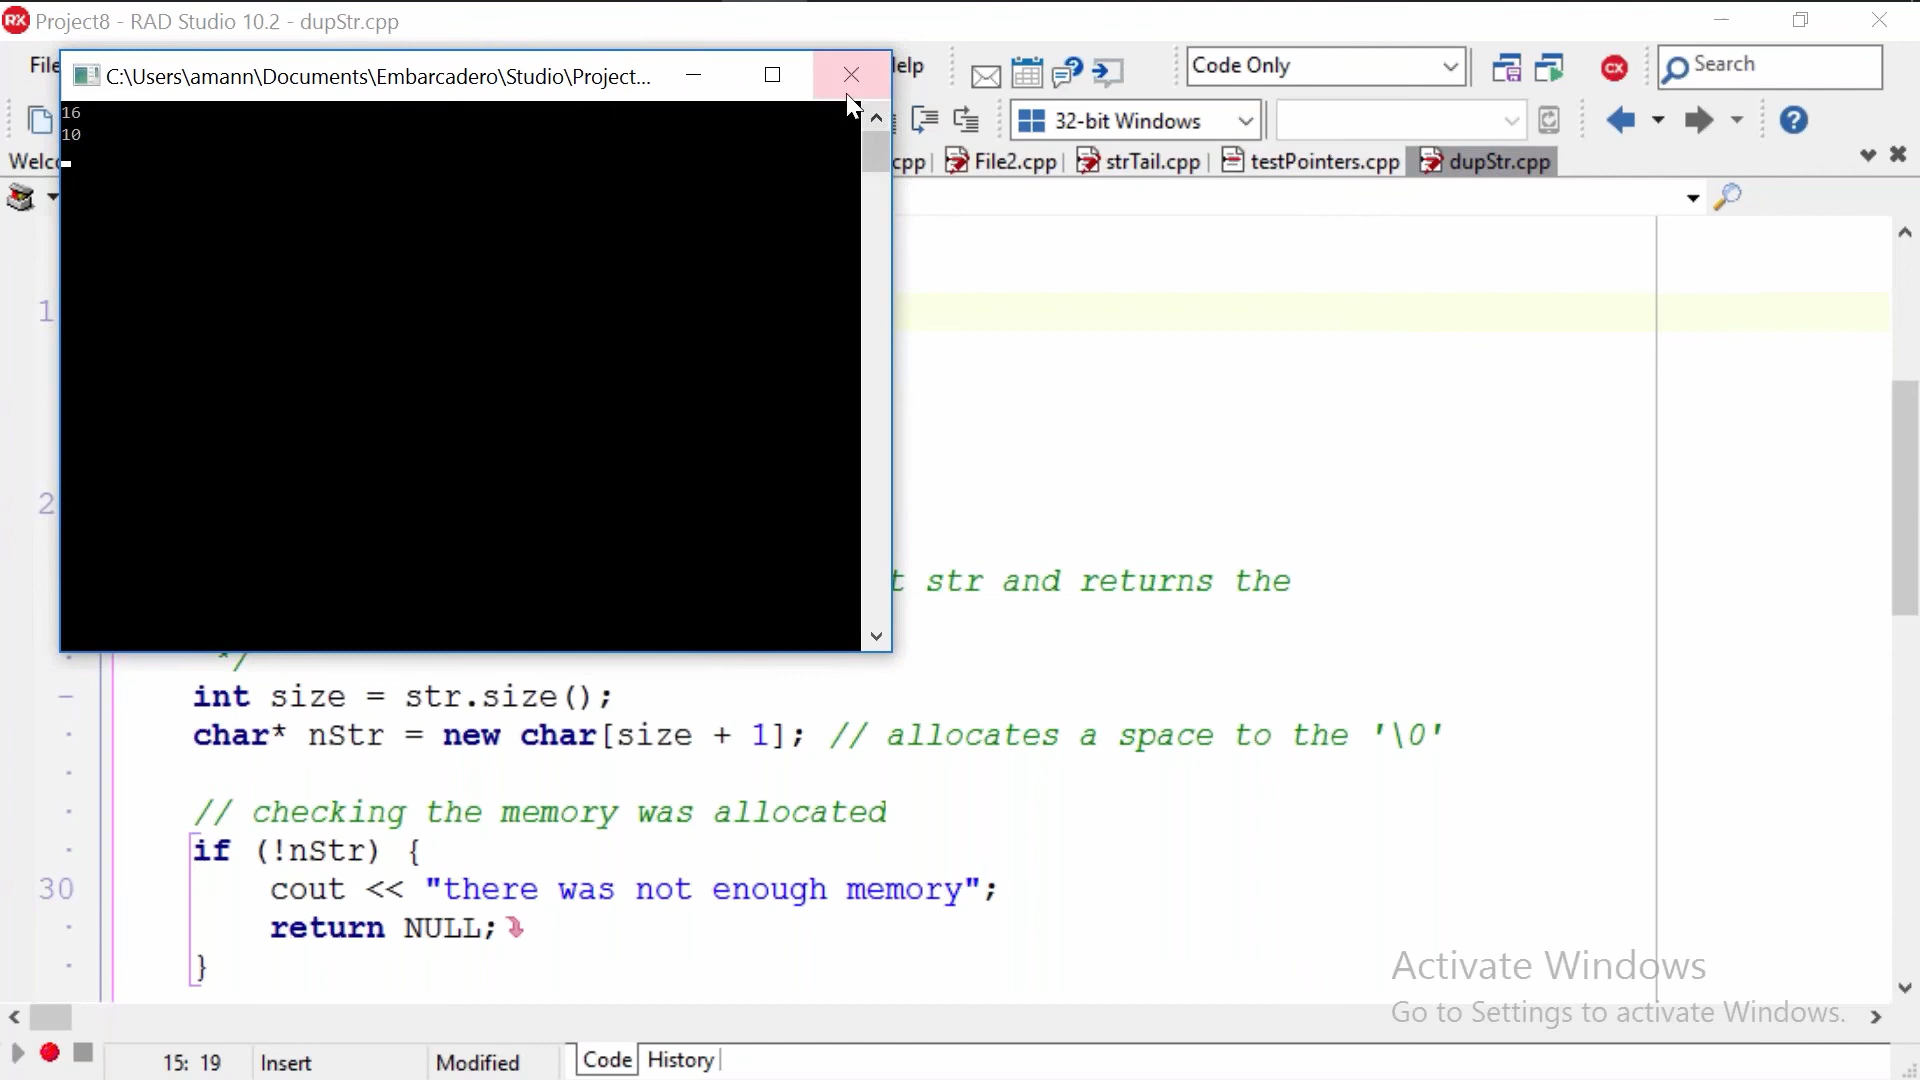 Project8 - RAD Studio 10.2 - dupStr.cpp
File
C:\Users\amann\Documents\Embarcadero\Studio\Project...
elp
Code Only
Search
16
10
32-bit Windows
Welc
cpp
File2.cpp
strTail.cpp
testPointers.cpp
dupStr.cpp
1
2
t str and returns the
*/
int size = str.size();
char* nStr = new char[size + 1]; // allocates a space to the '\0'
// checking the memory was allocated
if (!nStr) {
30 cout << "there was not enough memory";
return NULL;
}
Activate Windows
Go to Settings to activate Windows.
15: 19
Insert
Modified
Code
History